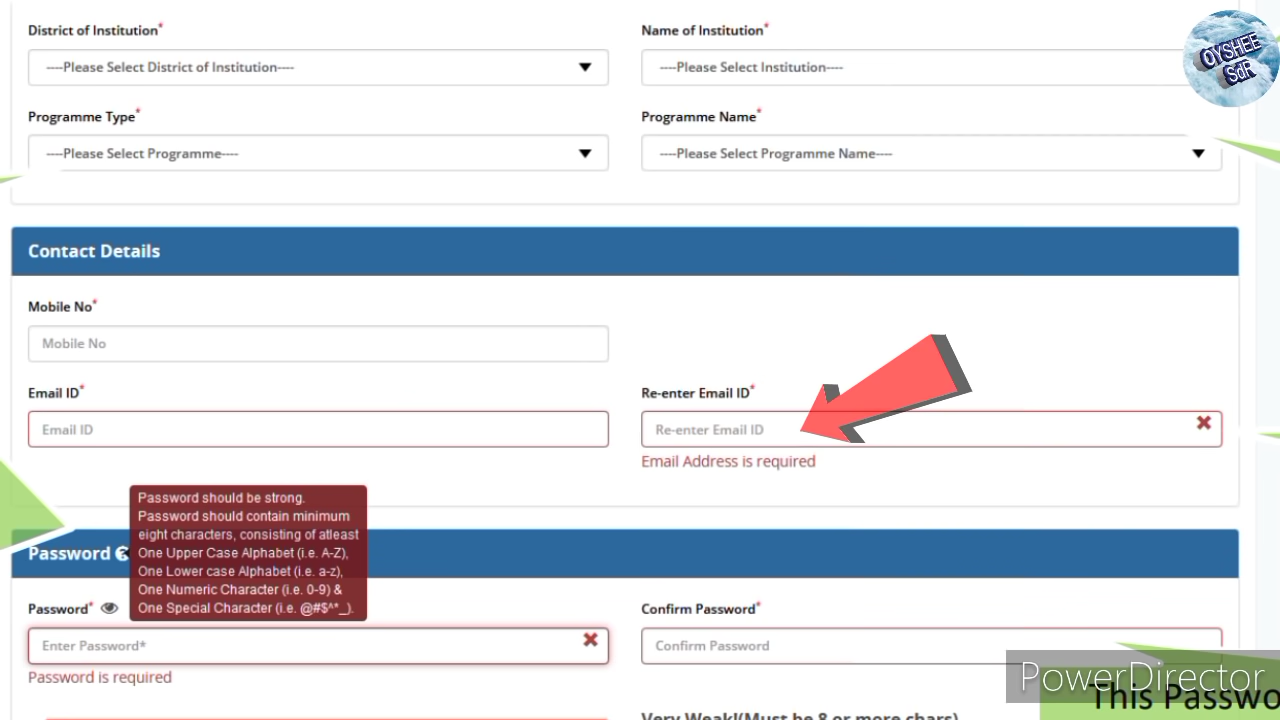 District of Institution*
Name of Institution*
----Please Select District of Institution----
----Please Select Institution----
OYSHEE
SdR
Programme Type*
Programme Name*
----Please Select Programme----
----Please Select Programme Name----
Contact Details
Mobile No*
Mobile No
Email ID*
Re-enter Email ID*
Email ID
Re-enter Email ID
Email Address is required
Password should be strong.
Password should contain minimum
eight characters, consisting of atleast
One Upper Case Alphabet (i.e. A-Z),
One Lower case Alphabet (i.e. a-z),
One Numeric Character (i.e. 0-9) &
One Special Character (i.e. @#$^*_).
Password
Password*
Confirm Password*
Enter Password*
Confirm Password
Password is required
PowerDirector
This Passwo
Very Weak!(Must be 8 or more chars)